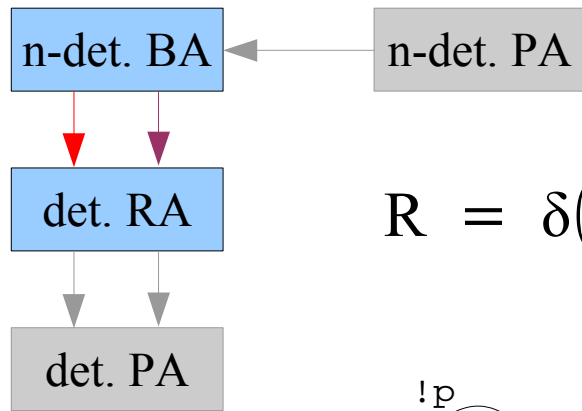 n-det. BA
n-det. PA
det. RA
R = δ(
det. PA
!p